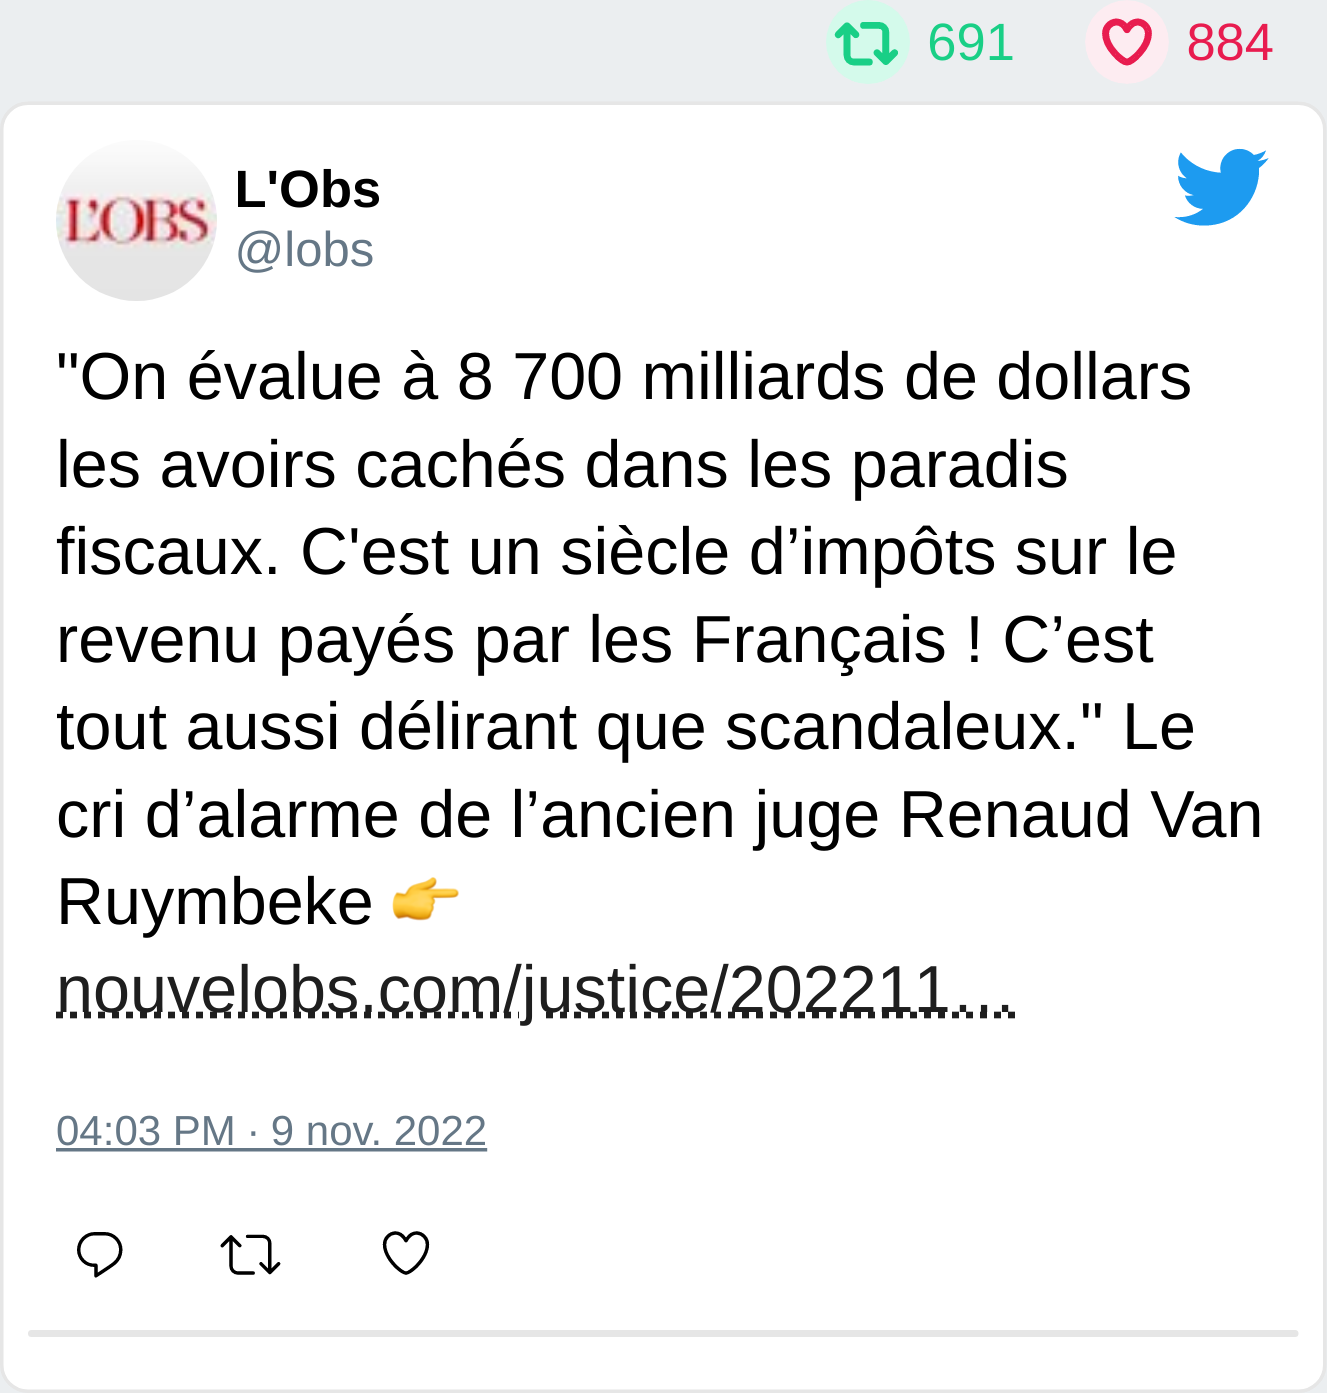 691 884
L'OBS
L'Obs
@lobs
"On évalue à 8 700 milliards de dollars
les avoirs cachés dans les paradis
fiscaux. C'est un siècle d’impôts sur le
revenu payés par les Français ! C’est
tout aussi délirant que scandaleux." Le
cri d’alarme de l’ancien juge Renaud Van
Ruymbeke 👉
nouvelobs.com/justice/202211…
04:03 PM · 9 nov. 2022